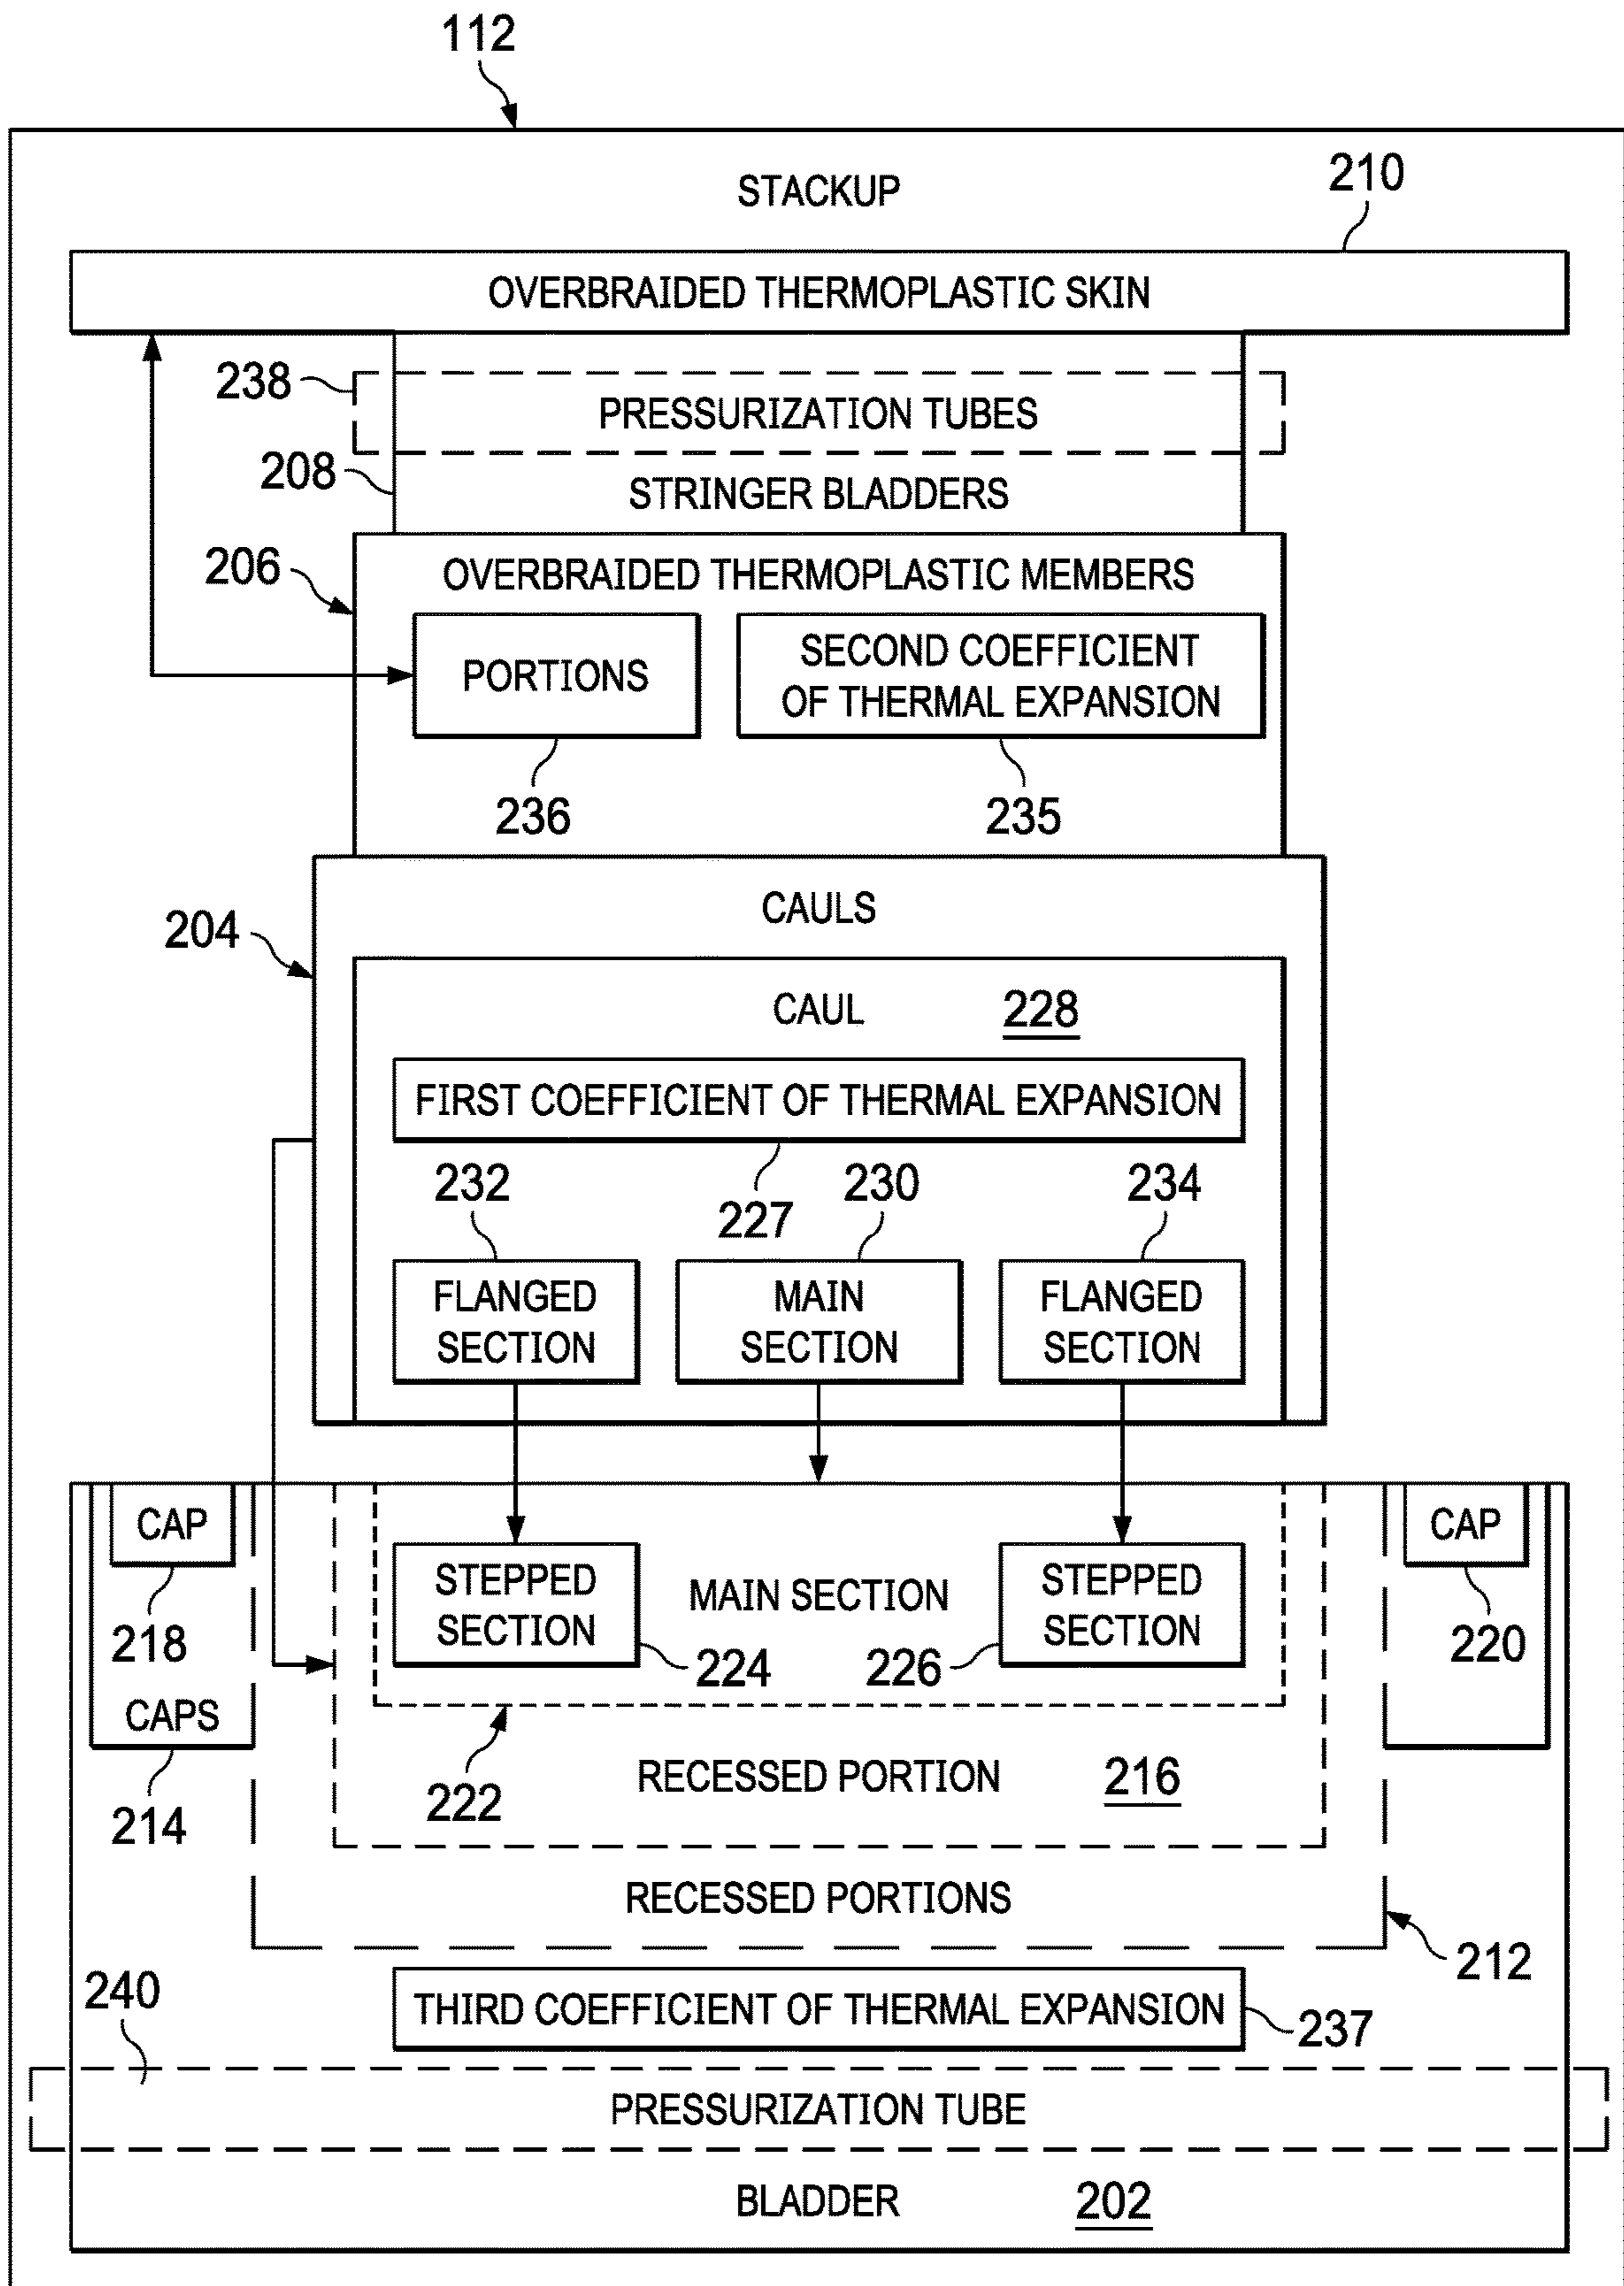 112
STACKUP
210
OVERBRAIDED THERMOPLASTIC SKIN
238
PRESSURIZATION TUBES
208
STRINGER BLADDERS
206
OVERBRAIDED THERMOPLASTIC MEMBERS
PORTIONS
SECOND COEFFICIENT
OF THERMAL EXPANSION
236
235
204
CAULS
CAUL 228
FIRST COEFFICIENT OF THERMAL EXPANSION
227
232
230
234
FLANGED
SECTION
MAIN
SECTION
FLANGED
SECTION
CAP
218
CAPS
214
STEPPED
SECTION
224
MAIN SECTION
STEPPED
SECTION
226
CAP
220
222
RECESSED PORTION 216
RECESSED PORTIONS
212
THIRD COEFFICIENT OF THERMAL EXPANSION
237
240
PRESSURIZATION TUBE
BLADDER 202